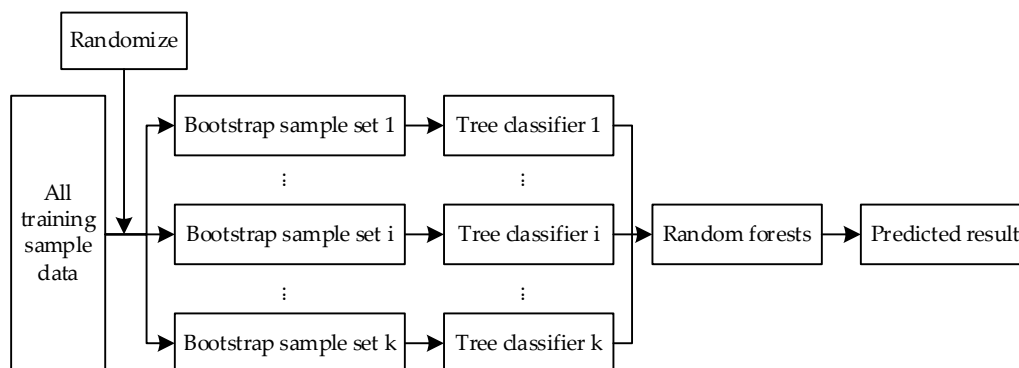 Randomize
Bootstrap sample set 1
Tree classifier 1
⋮
⋮
All
training
sample
data
Bootstrap sample set i
Tree classifier i
Random forests
Predicted result
⋮
⋮
Bootstrap sample set k
Tree classifier k